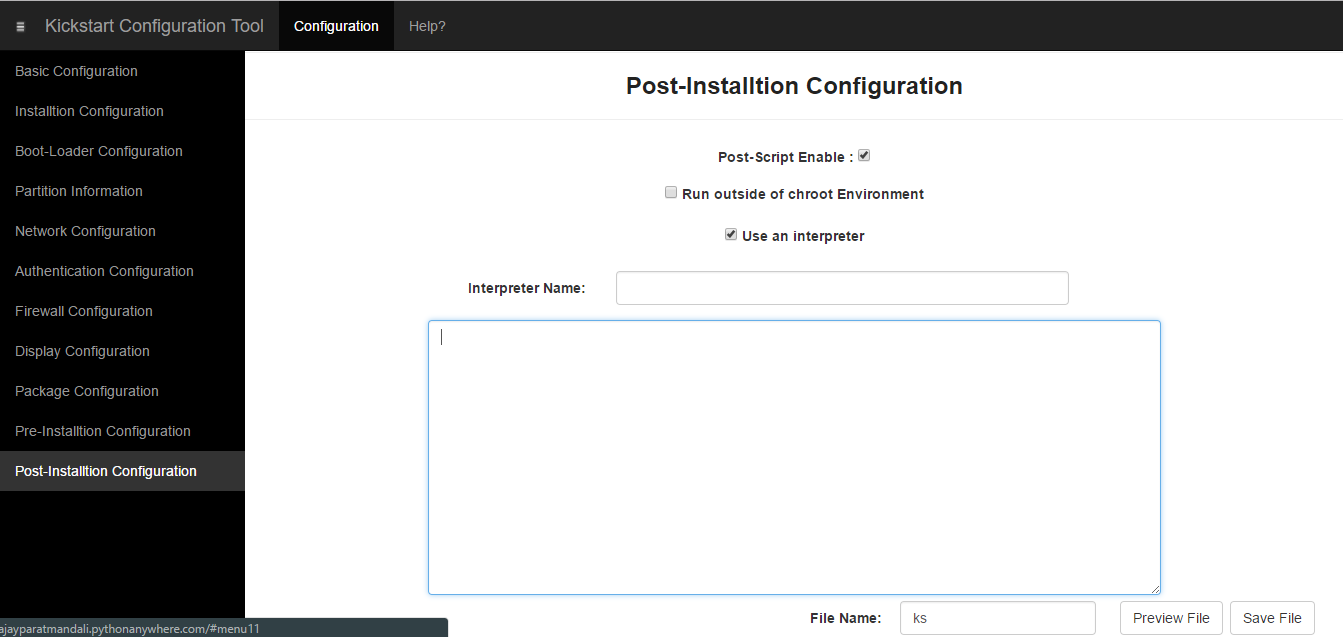 Kickstart Configuration Tool Configuration Help?
Basic Configuration
Installtion Configuration
Boot-Loader Configuration
Partition Information
Network Configuration
Authentication Configuration
Firewall Configuration
Display Configuration
Package Configuration
Pre-Installtion Configuration
Post-Installtion Configuration
Post-Installtion Configuration
Post-Script Enable :
Run outside of chroot Environment
Use an interpreter
Interpreter Name:
File Name: ks Preview File Save File
ajayparatmandali.pythonanywhere.com/#menu11